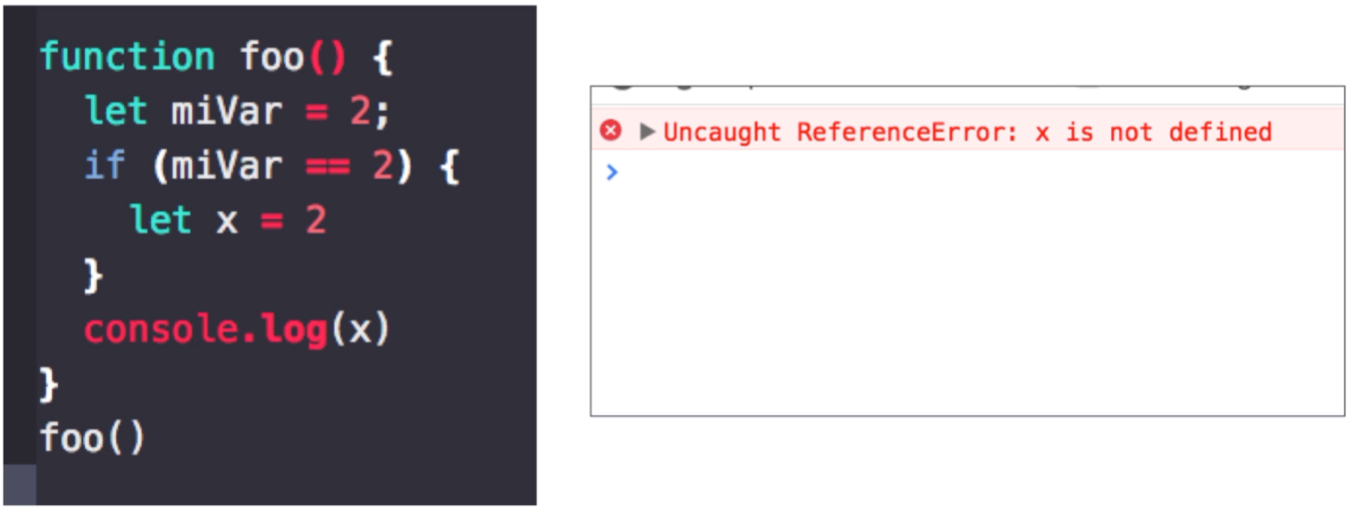 function foo() {
let miVar = 2;
if (miVar == 2) {
let x = 2
}
console.log(x)
}
foo()
Uncaught ReferenceError: x is not defined